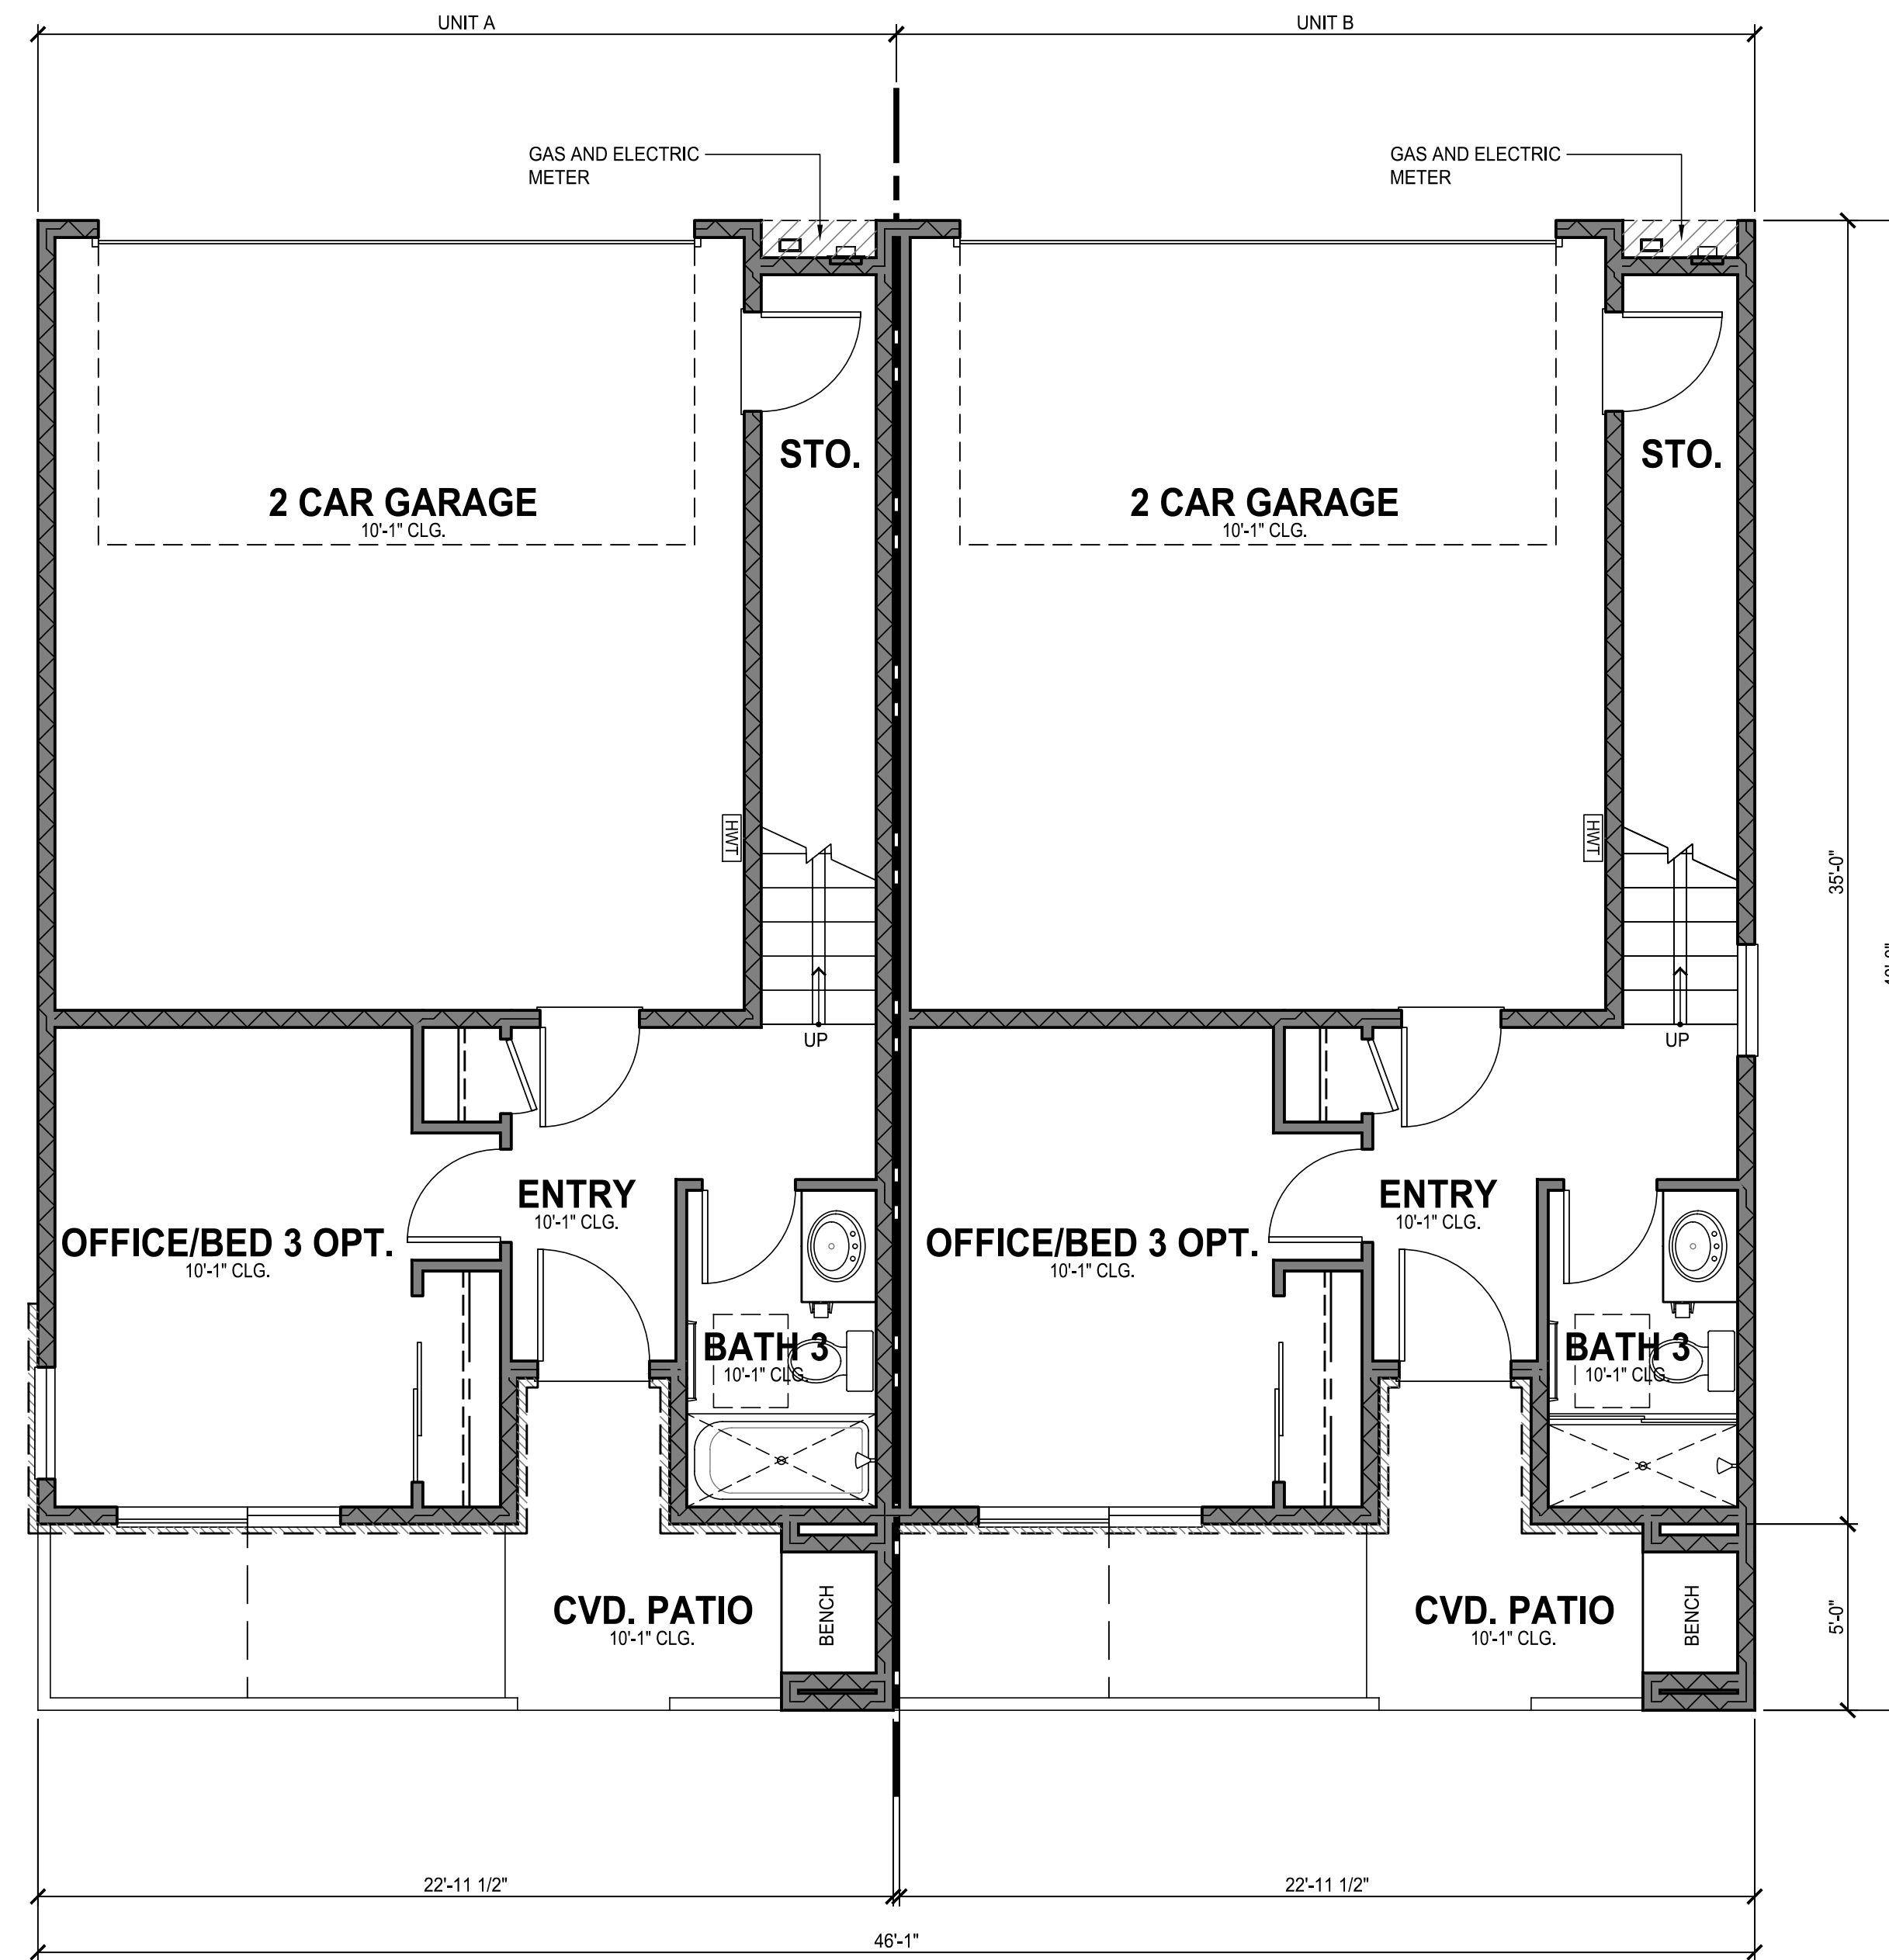 UNIT A
UNIT B
GAS AND ELECTRIC
METER
GAS AND ELECTRIC
METER
STO.
STO.
2 CAR GARAGE
10'-1" CLG.
2 CAR GARAGE
10'-1" CLG.
HWT
HWT
35'-0"
UP
UP
ENTRY
10'-1" CLG.
ENTRY
10'-1" CLG.
OFFICE/BED 3 OPT.
10'-1" CLG.
OFFICE/BED 3 OPT.
10'-1" CLG.
BATH 3
10'-1" CLG.
BATH 3
10'-1" CLG.
CVD. PATIO
10'-1" CLG.
BENCH
CVD. PATIO
10'-1" CLG.
BENCH
5'-0"
22'-11 1/2"
22'-11 1/2"
46'-1"